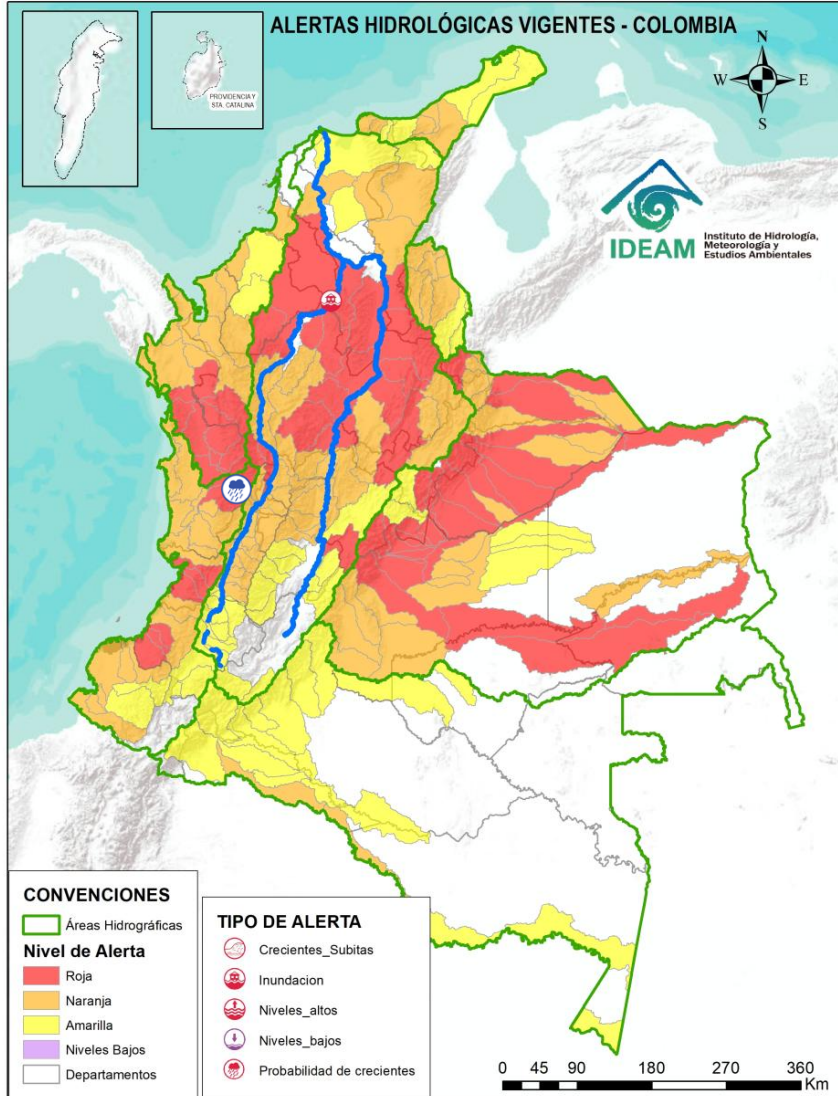 ALERTAS HIDROLÓGICAS VIGENTES - COLOMBIA
PROVIDENCIA Y
STA. CATALINA
N
W
E
S
IDEAM
Instituto de Hidrología,
Meteorología y
Estudios Ambientales
CONVENCIONES
Áreas Hidrográficas
Nivel de Alerta
Roja
Naranja
Amarilla
Niveles Bajos
Departamentos
TIPO DE ALERTA
Crecientes_Subitas
Inundacion
Niveles_altos
Niveles_bajos
Probabilidad de crecientes
0 45 90 180 270 360
Km